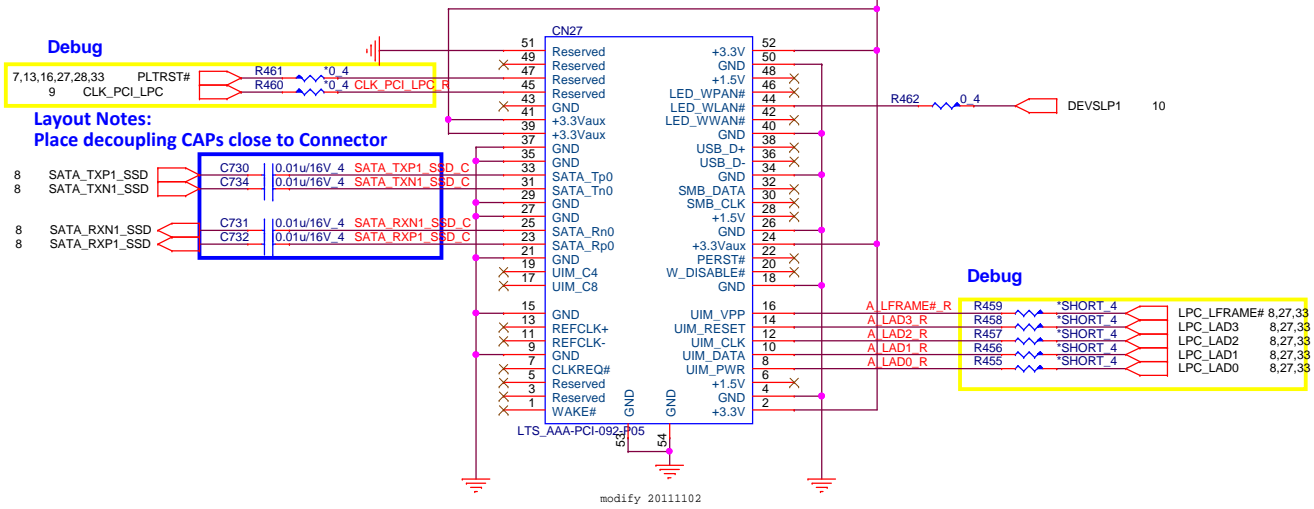 CN27
Debug
7,13,16,27,28,33 PLTRST# R461 *0_4
9 CLK_PCI_LPC R460 *0_4 CLK_PCI_LPC_R
Layout Notes:
Place decoupling CAPs close to Connector
8 SATA_TXP1_SSD C730 0.01u/16V_4 SATA_TXP1_SSD_C
8 SATA_TXN1_SSD C734 0.01u/16V_4 SATA_TXN1_SSD_C
8 SATA_RXN1_SSD C731 0.01u/16V_4 SATA_RXN1_SSD_C
8 SATA_RXP1_SSD C732 0.01u/16V_4 SATA_RXP1_SSD_C
51 Reserved +3.3V 52
49 Reserved GND 50
47 Reserved +1.5V 48
45 Reserved LED_WPAN# 46
43 GND LED_WLAN# 44
41 +3.3Vaux LED_WWAN# 42
39 +3.3Vaux GND 40
37 GND USB_D+ 38
35 GND USB_D- 36
33 SATA_Tp0 GND 34
31 SATA_Tn0 SMB_DATA 32
29 GND SMB_CLK 30
27 GND +1.5V 28
25 SATA_Rn0 GND 26
23 SATA_Rp0 +3.3Vaux 24
21 GND PERST# 22
19 UIM_C4 W_DISABLE# 20
17 UIM_C8 GND 18
15 GND UIM_VPP 16
13 REFCLK+ UIM_RESET 14
11 REFCLK- UIM_CLK 12
9 GND UIM_DATA 10
7 CLKREQ# UIM_PWR 8
5 Reserved +1.5V 6
3 Reserved GND 4
1 WAKE# +3.3V 2
GND GND
LTS_AAA-PCI-092-P05
53 54
R462 0_4 DEVSLP1 10
Debug
A_LFRAME#_R R459 *SHORT_4 LPC_LFRAME# 8,27,33
A_LAD3_R R458 *SHORT_4 LPC_LAD3 8,27,33
A_LAD2_R R457 *SHORT_4 LPC_LAD2 8,27,33
A_LAD1_R R456 *SHORT_4 LPC_LAD1 8,27,33
A_LAD0_R R455 *SHORT_4 LPC_LAD0 8,27,33
modify 20111102